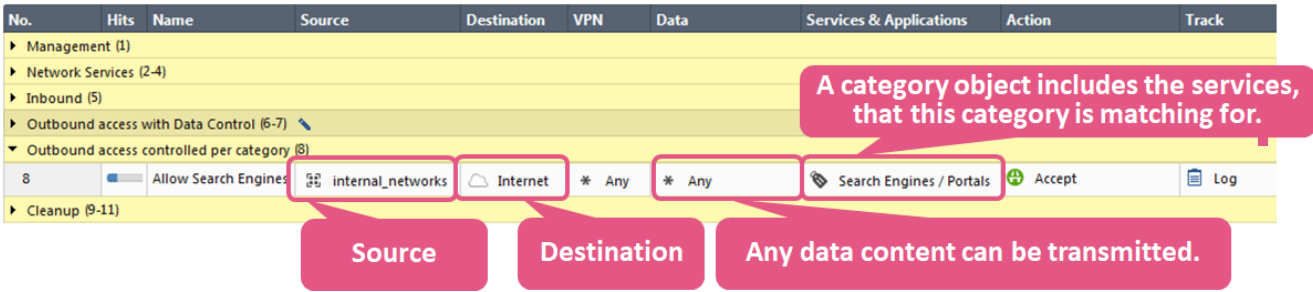 No. Hits Name Source Destination VPN Data Services & Applications Action Track
Management (1)
Network Services (2-4)
Inbound (5)
A category object includes the services,
that this category is matching for.
Outbound access with Data Control (6-7)
Outbound access controlled per category (8)
8 Allow Search Engines internal_networks Internet * Any * Any Search Engines / Portals Accept Log
Cleanup (9-11)
Source Destination Any data content can be transmitted.